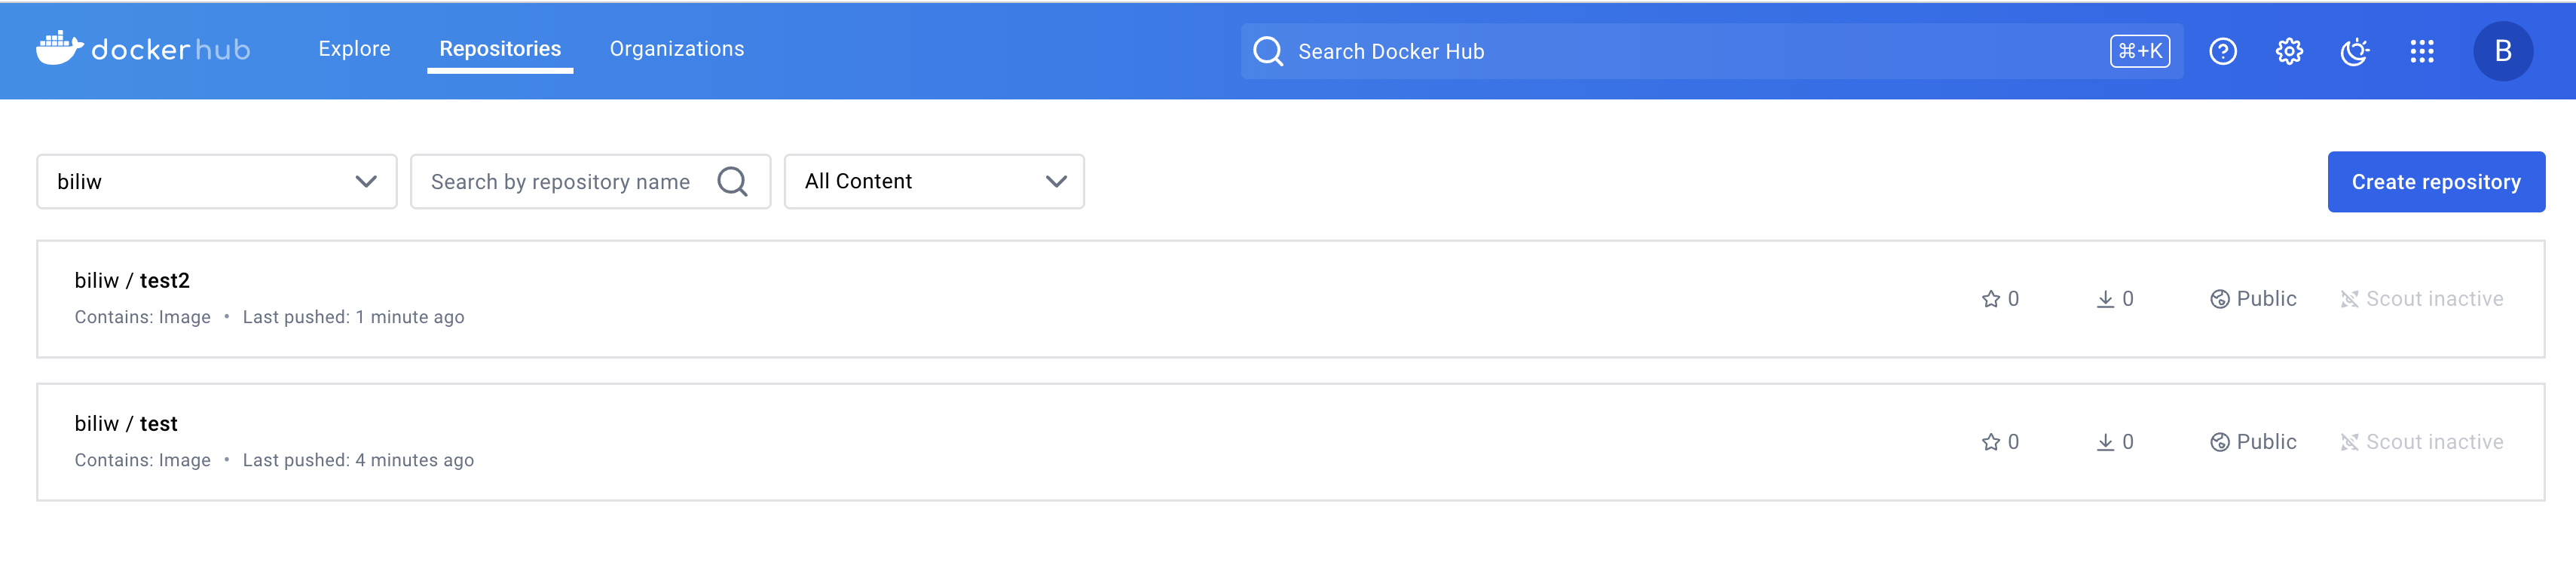 dockerhub
Explore
Repositories
Organizations
Search Docker Hub
⌘+K
B
biliw
Search by repository name
All Content
Create repository
biliw / test2
Contains: Image • Last pushed: 1 minute ago
0
0
Public
Scout inactive
biliw / test
Contains: Image • Last pushed: 4 minutes ago
0
0
Public
Scout inactive